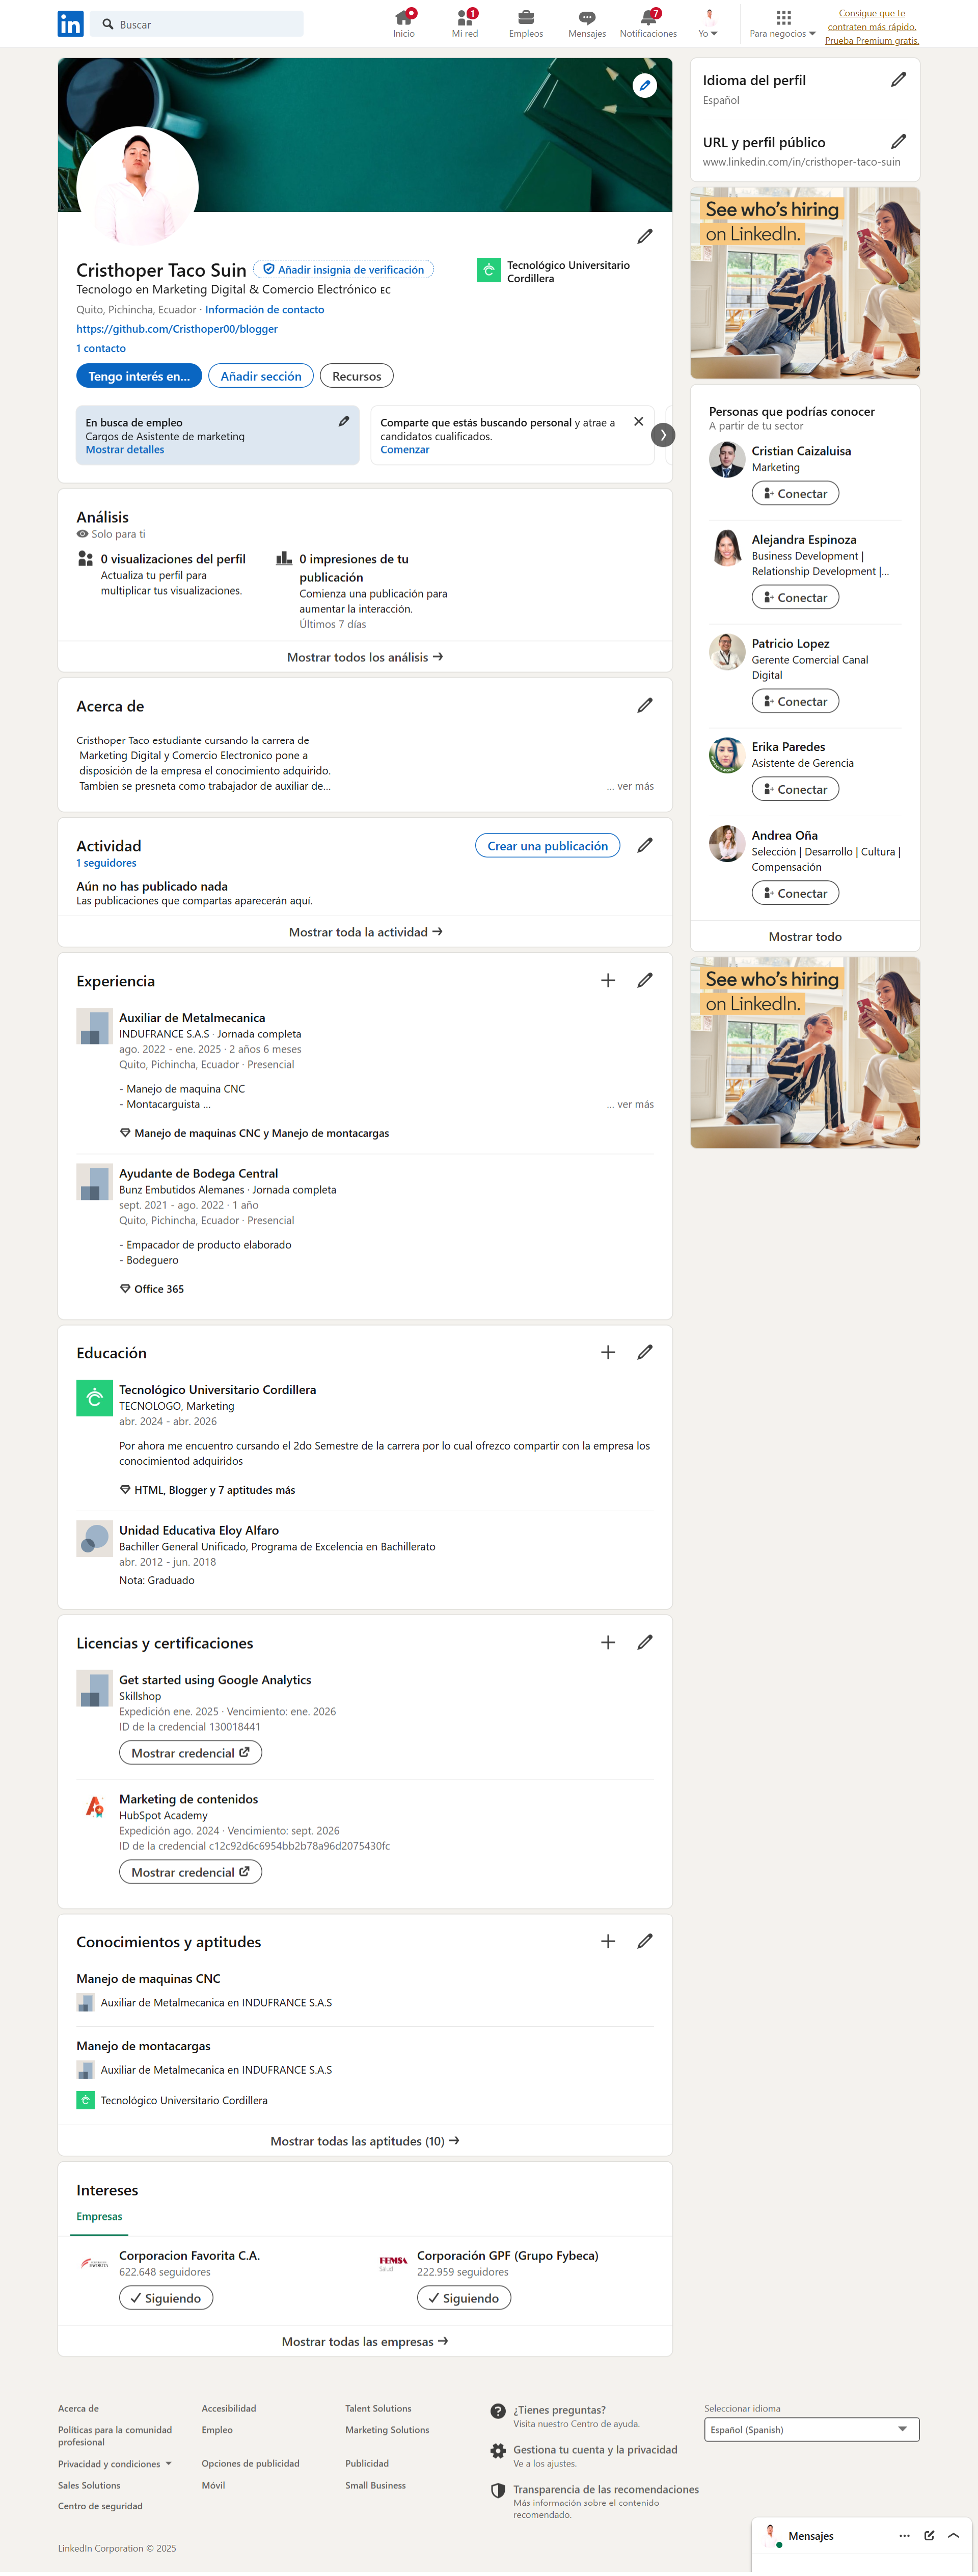 in
Buscar
Inicio
1
Mi red
Empleos
Mensajes
7
Notificaciones
Yo
Para negocios
Consigue que te
contraten más rápido.
Prueba Premium gratis.
Cristhoper Taco Suin
Añadir insignia de verificación
Tecnologo en Marketing Digital & Comercio Electrónico EC
Quito, Pichincha, Ecuador · Información de contacto
https://github.com/Cristhoper00/blogger
1 contacto
Tecnológico Universitario
Cordillera
Tengo interés en...
Añadir sección
Recursos
En busca de empleo
Cargos de Asistente de marketing
Mostrar detalles
Comparte que estás buscando personal y atrae a
candidatos cualificados.
Comenzar
Análisis
Solo para ti
0 visualizaciones del perfil
Actualiza tu perfil para
multiplicar tus visualizaciones.
0 impresiones de tu
publicación
Comienza una publicación para
aumentar la interacción.
Últimos 7 días
Mostrar todos los análisis
Acerca de
Cristhoper Taco estudiante cursando la carrera de
Marketing Digital y Comercio Electronico pone a
disposición de la empresa el conocimiento adquirido.
Tambien se presneta como trabajador de auxiliar de...
... ver más
Actividad
1 seguidores
Crear una publicación
Aún no has publicado nada
Las publicaciones que compartas aparecerán aquí.
Mostrar toda la actividad
Experiencia
Auxiliar de Metalmecanica
INDUFRANCE S.A.S · Jornada completa
ago. 2022 - ene. 2025 · 2 años 6 meses
Quito, Pichincha, Ecuador · Presencial
- Manejo de maquina CNC
- Montacarguista ...
... ver más
Manejo de maquinas CNC y Manejo de montacargas
Ayudante de Bodega Central
Bunz Embutidos Alemanes · Jornada completa
sept. 2021 - ago. 2022 · 1 año
Quito, Pichincha, Ecuador · Presencial
- Empacador de producto elaborado
- Bodeguero
Office 365
Educación
Tecnológico Universitario Cordillera
TECNOLOGO, Marketing
abr. 2024 - abr. 2026
Por ahora me encuentro cursando el 2do Semestre de la carrera por lo cual ofrezco compartir con la empresa los
conocimientod adquiridos
HTML, Blogger y 7 aptitudes más
Unidad Educativa Eloy Alfaro
Bachiller General Unificado, Programa de Excelencia en Bachillerato
abr. 2012 - jun. 2018
Nota: Graduado
Licencias y certificaciones
Get started using Google Analytics
Skillshop
Expedición ene. 2025 · Vencimiento: ene. 2026
ID de la credencial 130018441
Mostrar credencial
Marketing de contenidos
HubSpot Academy
Expedición ago. 2024 · Vencimiento: sept. 2026
ID de la credencial c12c92d6c6954bb2b78a96d2075430fc
Mostrar credencial
Conocimientos y aptitudes
Manejo de maquinas CNC
Auxiliar de Metalmecanica en INDUFRANCE S.A.S
Manejo de montacargas
Auxiliar de Metalmecanica en INDUFRANCE S.A.S
Tecnológico Universitario Cordillera
Mostrar todas las aptitudes (10)
Intereses
Empresas
Corporacion Favorita C.A.
622.648 seguidores
Siguiendo
FEMSA
Salud
Corporación GPF (Grupo Fybeca)
222.959 seguidores
Siguiendo
Mostrar todas las empresas
Idioma del perfil
Español
URL y perfil público
www.linkedin.com/in/cristhoper-taco-suin
See who's hiring
on LinkedIn.
Personas que podrías conocer
A partir de tu sector
Cristian Caizaluisa
Marketing
Conectar
Alejandra Espinoza
Business Development |
Relationship Development |...
Conectar
Patricio Lopez
Gerente Comercial Canal
Digital
Conectar
Erika Paredes
Asistente de Gerencia
Conectar
Andrea Oña
Selección | Desarrollo | Cultura |
Compensación
Conectar
Mostrar todo
See who's hiring
on LinkedIn.
Acerca de
Accesibilidad
Talent Solutions
Políticas para la comunidad
profesional
Empleo
Marketing Solutions
Privacidad y condiciones
Opciones de publicidad
Publicidad
Sales Solutions
Móvil
Small Business
Centro de seguridad
¿Tienes preguntas?
Visita nuestro Centro de ayuda.
Gestiona tu cuenta y la privacidad
Ve a los ajustes.
Transparencia de las recomendaciones
Más información sobre el contenido
recomendado.
Seleccionar idioma
Español (Spanish)
LinkedIn Corporation © 2025
Mensajes